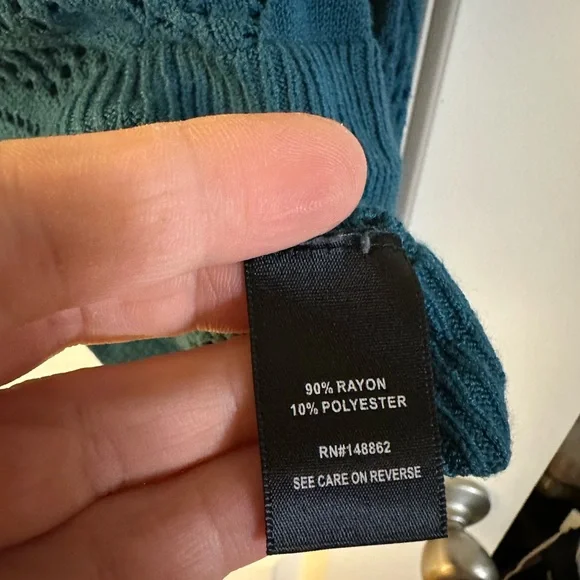 90% RAYON
10% POLYESTER
RN#148862
SEE CARE ON REVERSE